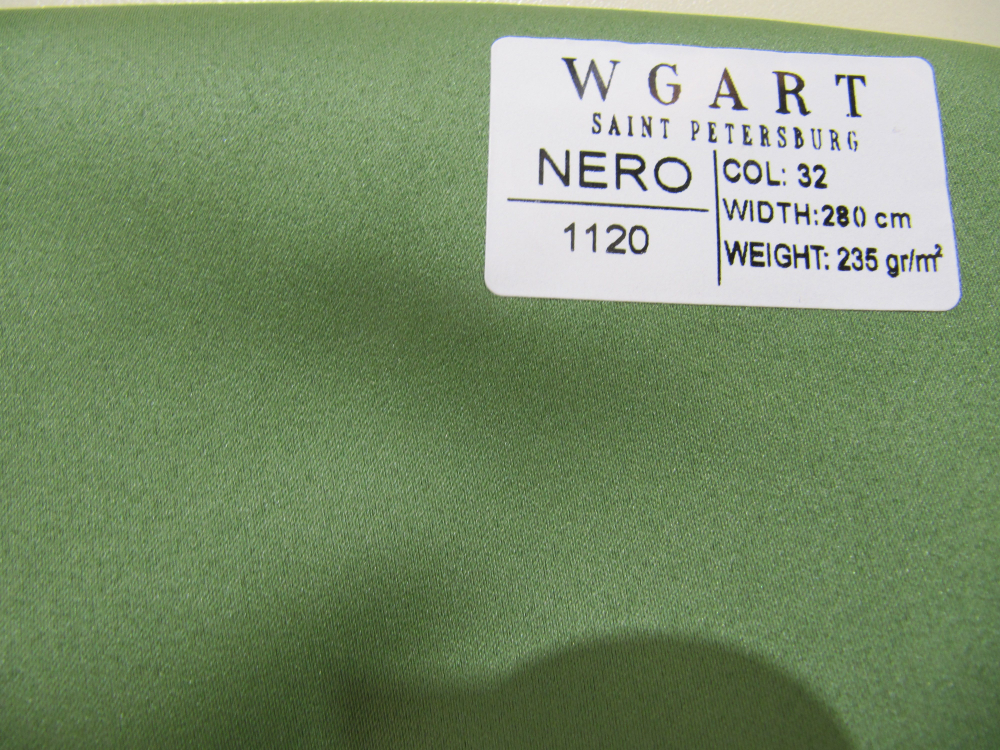 WGART
SAINT PETERSBURG
NERO
1120
COL: 32
WIDTH:280 cm
WEIGHT: 235 gr/m²